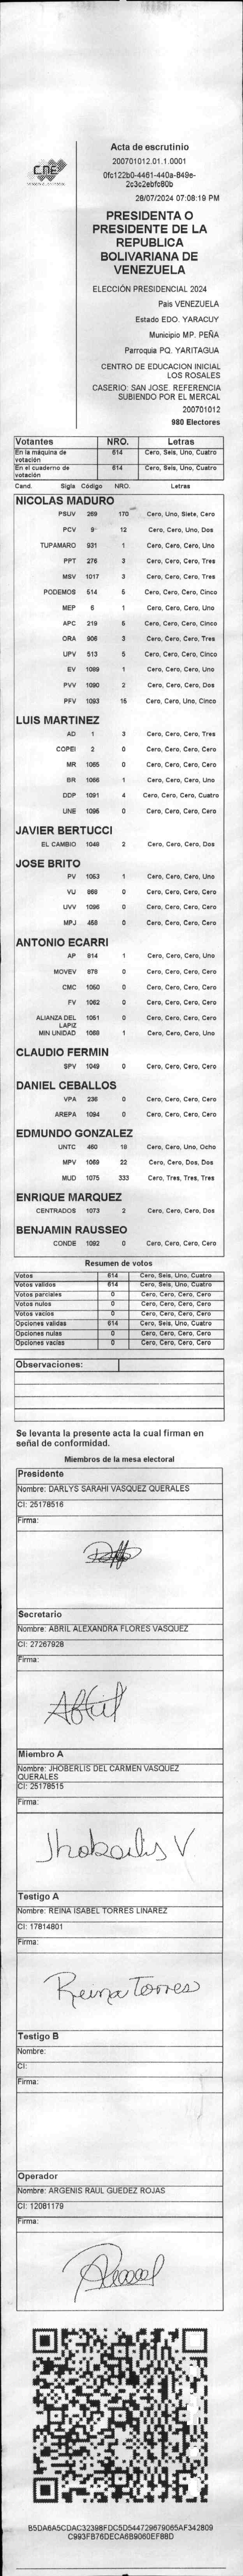 Acta de escrutinio
200701012.01.1.0001
0fc122b0-4461-440a-849e-
2c3c2ebfc80b
CNE
28/07/2024 07:08:19 PM
PRESIDENTA O
PRESIDENTE DE LA
REPUBLICA
BOLIVARIANA DE
VENEZUELA
ELECCIÓN PRESIDENCIAL 2024
País VENEZUELA
Estado EDO. YARACUY
Municipio MP. PEÑA
Parroquia PQ. YARITAGUA
CENTRO DE EDUCACION INICIAL
LOS ROSALES
CASERIO: SAN JOSE. REFERENCIA
SUBIENDO POR EL MERCAL
200701012
980 Electores
Votantes NRO. Letras
En la máquina de votación 614 Cero, Seis, Uno, Cuatro
En el cuaderno de votación 614 Cero, Seis, Uno, Cuatro
Cand. Sigla Código NRO. Letras
NICOLAS MADURO
PSUV 269 170 Cero, Uno, Siete, Cero
PCV 9 12 Cero, Cero, Uno, Dos
TUPAMARO 931 1 Cero, Cero, Cero, Uno
PPT 276 3 Cero, Cero, Cero, Tres
MSV 1017 3 Cero, Cero, Cero, Tres
PODEMOS 514 5 Cero, Cero, Cero, Cinco
MEP 6 1 Cero, Cero, Cero, Uno
APC 219 5 Cero, Cero, Cero, Cinco
ORA 906 3 Cero, Cero, Cero, Tres
UPV 513 5 Cero, Cero, Cero, Cinco
EV 1089 1 Cero, Cero, Cero, Uno
PVV 1090 2 Cero, Cero, Cero, Dos
PFV 1093 15 Cero, Cero, Uno, Cinco
LUIS MARTINEZ
AD 1 3 Cero, Cero, Cero, Tres
COPEI 2 0 Cero, Cero, Cero, Cero
MR 1065 0 Cero, Cero, Cero, Cero
BR 1066 1 Cero, Cero, Cero, Uno
DDP 1091 4 Cero, Cero, Cero, Cuatro
UNE 1095 0 Cero, Cero, Cero, Cero
JAVIER BERTUCCI
EL CAMBIO 1048 2 Cero, Cero, Cero, Dos
JOSE BRITO
PV 1053 1 Cero, Cero, Cero, Uno
VU 868 0 Cero, Cero, Cero, Cero
UVV 1096 0 Cero, Cero, Cero, Cero
MPJ 458 0 Cero, Cero, Cero, Cero
ANTONIO ECARRI
AP 814 1 Cero, Cero, Cero, Uno
MOVEV 878 0 Cero, Cero, Cero, Cero
CMC 1050 0 Cero, Cero, Cero, Cero
FV 1062 0 Cero, Cero, Cero, Cero
ALIANZA DEL LAPIZ 1051 0 Cero, Cero, Cero, Cero
MIN UNIDAD 1068 1 Cero, Cero, Cero, Uno
CLAUDIO FERMIN
SPV 1049 0 Cero, Cero, Cero, Cero
DANIEL CEBALLOS
VPA 236 0 Cero, Cero, Cero, Cero
AREPA 1094 0 Cero, Cero, Cero, Cero
EDMUNDO GONZALEZ
UNTC 460 18 Cero, Cero, Uno, Ocho
MPV 1069 22 Cero, Cero, Dos, Dos
MUD 1075 333 Cero, Tres, Tres, Tres
ENRIQUE MARQUEZ
CENTRADOS 1073 2 Cero, Cero, Cero, Dos
BENJAMIN RAUSSEO
CONDE 1092 0 Cero, Cero, Cero, Cero
Resumen de votos
Votos 614 Cero, Seis, Uno, Cuatro
Votos validos 614 Cero, Seis, Uno, Cuatro
Votos parciales 0 Cero, Cero, Cero, Cero
Votos nulos 0 Cero, Cero, Cero, Cero
Votos vacios 0 Cero, Cero, Cero, Cero
Opciones validas 614 Cero, Seis, Uno, Cuatro
Opciones nulas 0 Cero, Cero, Cero, Cero
Opciones vacias 0 Cero, Cero, Cero, Cero
Observaciones:
Se levanta la presente acta la cual firman en
señal de conformidad.
Miembros de la mesa electoral
Presidente
Nombre: DARLYS SARAHI VASQUEZ QUERALES
CI: 25178516
Firma:
Secretario
Nombre: ABRIL ALEXANDRA FLORES VASQUEZ
CI: 27267928
Firma:
Abril
Miembro A
Nombre: JHOBERLIS DEL CARMEN VASQUEZ
QUERALES
CI: 25178515
Firma:
Jhoberlis V
Testigo A
Nombre: REINA ISABEL TORRES LINAREZ
CI: 17814801
Firma:
Reina Torres
Testigo B
Nombre:
CI:
Firma:
Operador
Nombre: ARGENIS RAUL GUEDEZ ROJAS
CI: 12081179
Firma:
B5DA6A5CDAC32398FDC5D544729679065AF342809
C993FB76DECA6B9060EF88D